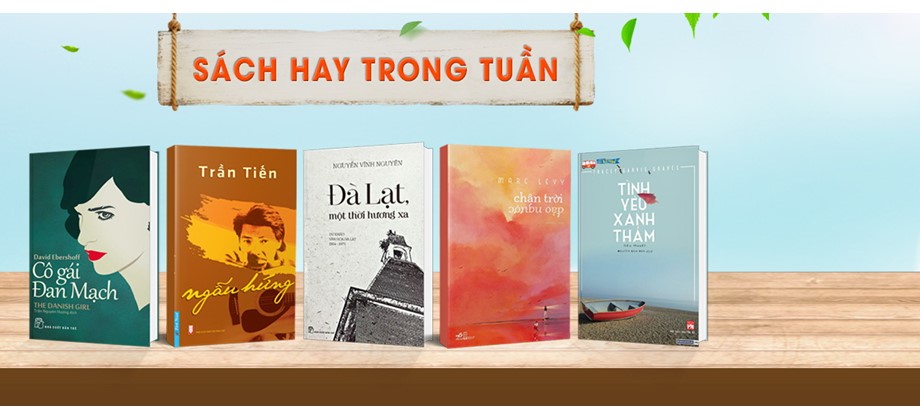 SÁCH HAY TRONG TUẦN
David Ebershoff
Cô gái
Đan Mạch
THE DANISH GIRL
Trần Tiến
ngẫu hứng
NGUYỄN VĨNH NGUYÊN
Đà Lạt,
một thời hương xa
MARC LEVY
chân trời
đảo ngược
TÌNH
YÊU
XANH
THẲM